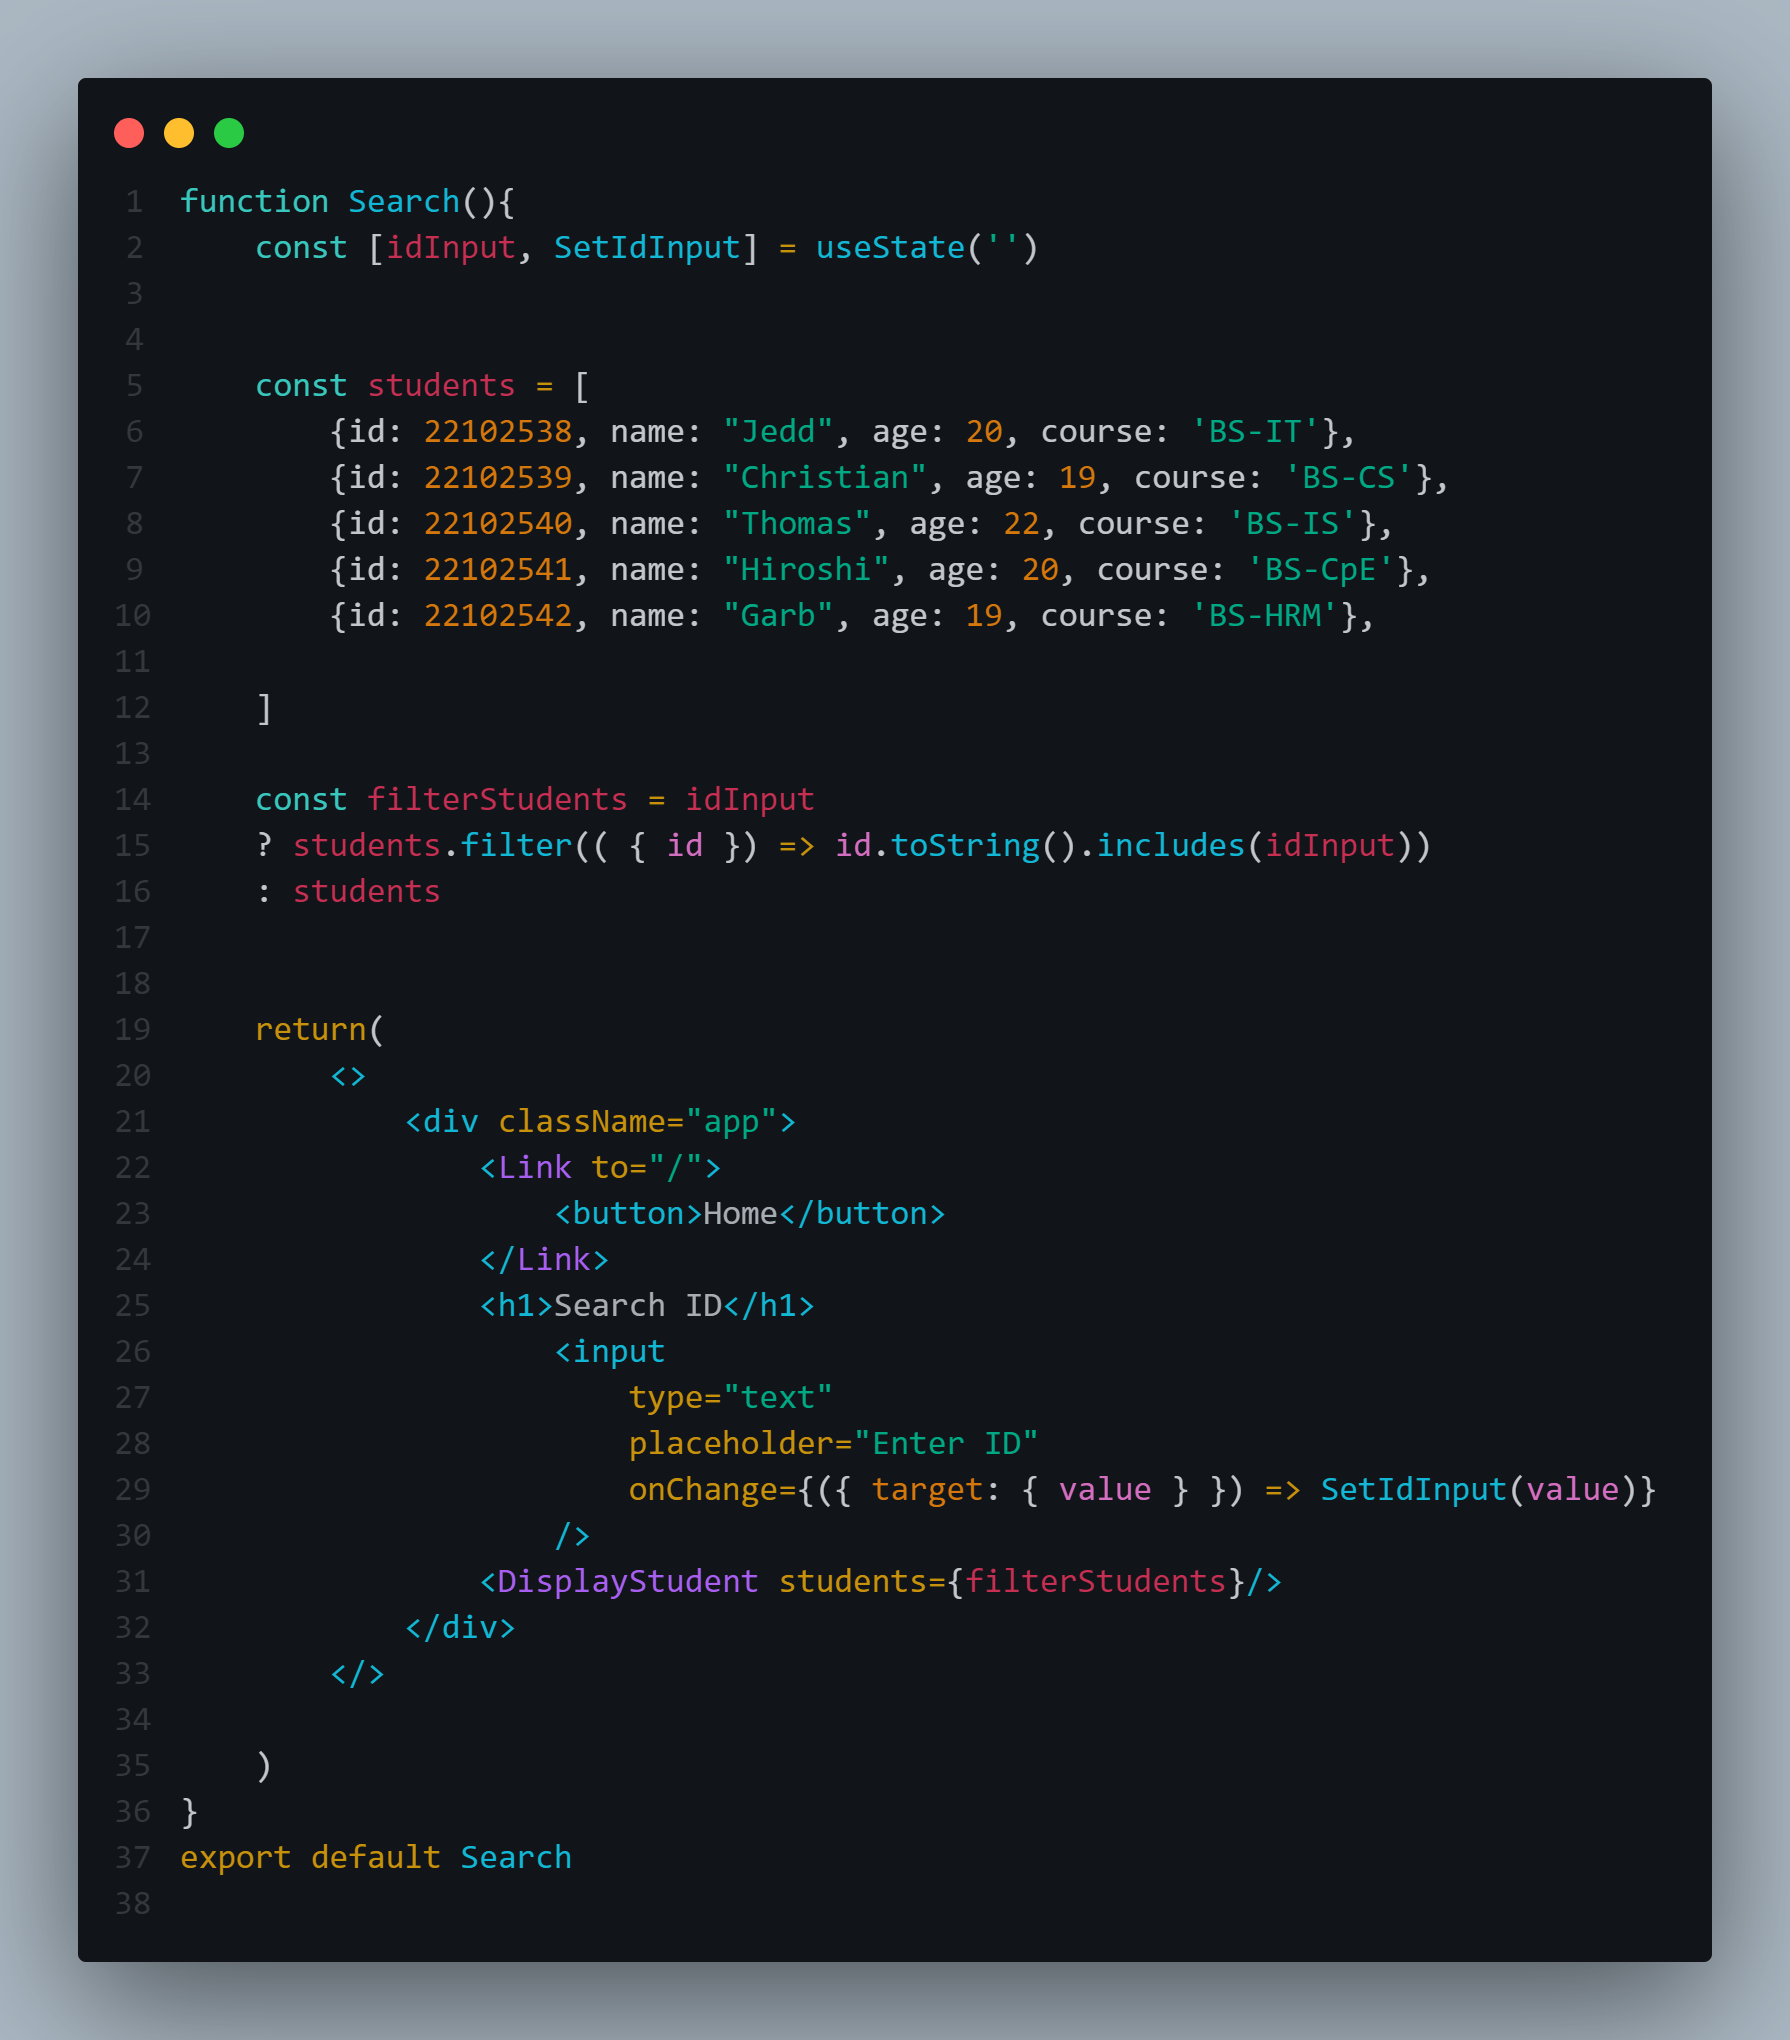 1 function Search(){
2     const [idInput, SetIdInput] = useState('')
3
4
5     const students = [
6         {id: 22102538, name: "Jedd", age: 20, course: 'BS-IT'},
7         {id: 22102539, name: "Christian", age: 19, course: 'BS-CS'},
8         {id: 22102540, name: "Thomas", age: 22, course: 'BS-IS'},
9         {id: 22102541, name: "Hiroshi", age: 20, course: 'BS-CpE'},
10         {id: 22102542, name: "Garb", age: 19, course: 'BS-HRM'},
11
12     ]
13
14     const filterStudents = idInput
15     ? students.filter(( { id }) => id.toString().includes(idInput))
16     : students
17
18
19     return(
20         <>
21             <div className="app">
22                 <Link to="/">
23                     <button>Home</button>
24                 </Link>
25                 <h1>Search ID</h1>
26                     <input
27                         type="text"
28                         placeholder="Enter ID"
29                         onChange={({ target: { value } }) => SetIdInput(value)}
30                     />
31                 <DisplayStudent students={filterStudents}/>
32             </div>
33         </>
34
35     )
36 }
37 export default Search
38